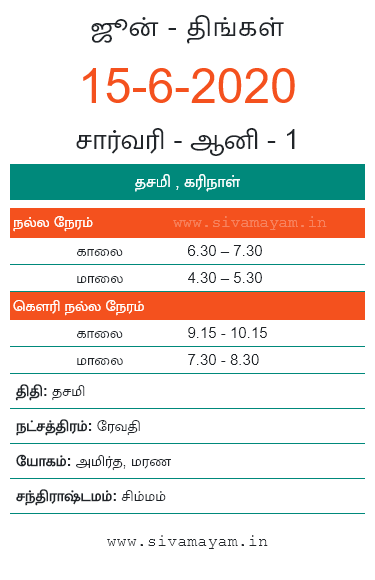 ஜூன் - திங்கள்
15-6-2020
சார்வரி - ஆனி - 1
தசமி , கரிநாள்
நல்ல நேரம் www.sivamayam.in
காலை 6.30 – 7.30
மாலை 4.30 – 5.30
கௌரி நல்ல நேரம்
காலை 9.15 - 10.15
மாலை 7.30 - 8.30
திதி: தசமி
நட்சத்திரம்: ரேவதி
யோகம்: அமிர்த, மரண
சந்திராஷ்டமம்: சிம்மம்
www.sivamayam.in